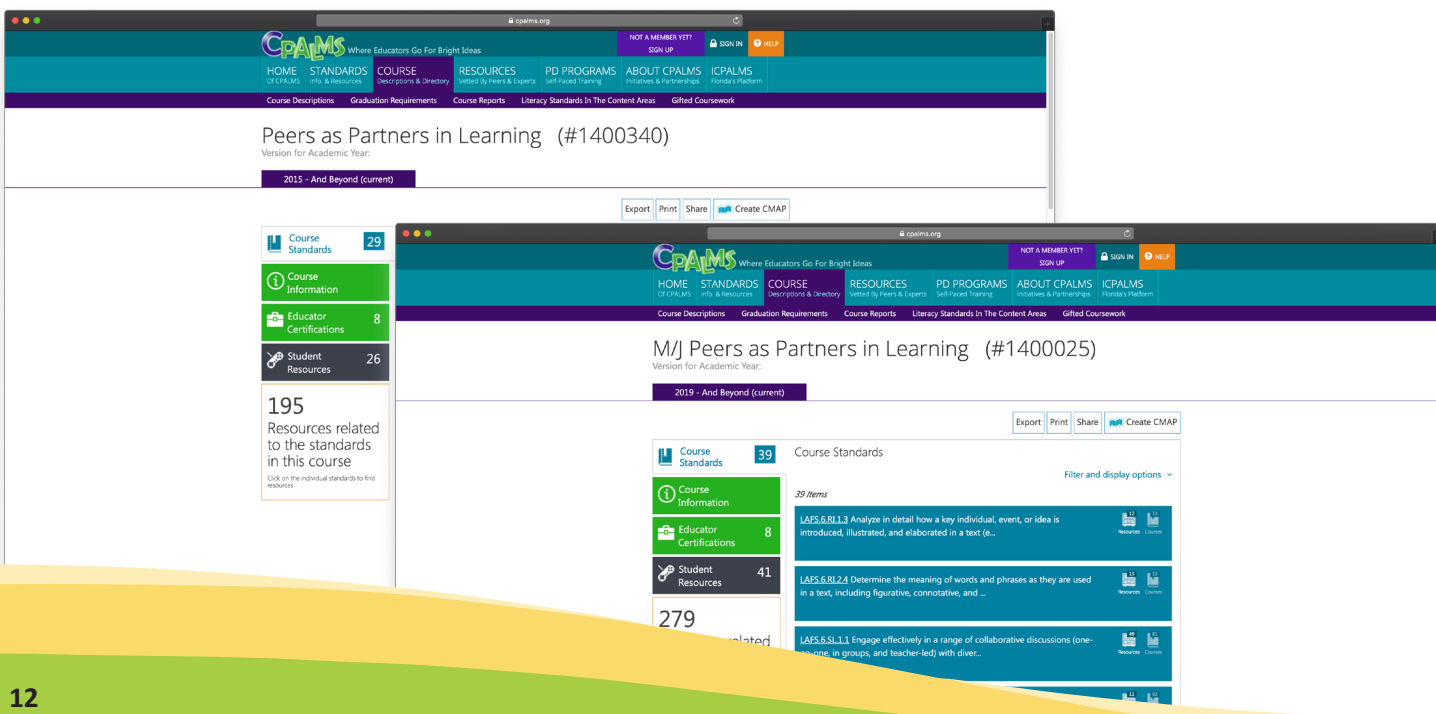 cpalms.org
CPALMS Where Educators Go For Bright Ideas
NOT A MEMBER YET?
SIGN UP
SIGN IN
HELP
HOME STANDARDS COURSE RESOURCES PD PROGRAMS ABOUT CPALMS ICPALMS
Of CPALMS Info. & Resources Descriptions & Directory Vetted By Peers & Experts Self-Paced Training Initiatives & Partnerships Florida's Platform
Course Descriptions Graduation Requirements Course Reports Literacy Standards In The Content Areas Gifted Coursework
Peers as Partners in Learning (#1400340)
Version for Academic Year:
2015 - And Beyond (current)
Export Print Share Create CMAP
Course
Standards
29
Course
Information
Educator
Certifications
8
Student
Resources
26
195
Resources related
to the standards
in this course
Click on the individual standards to find
resources
cpalms.org
CPALMS Where Educators Go For Bright Ideas
NOT A MEMBER YET?
SIGN UP
SIGN IN
HELP
HOME STANDARDS COURSE RESOURCES PD PROGRAMS ABOUT CPALMS ICPALMS
Of CPALMS Info. & Resources Descriptions & Directory Vetted By Peers & Experts Self-Paced Training Initiatives & Partnerships Florida's Platform
Course Descriptions Graduation Requirements Course Reports Literacy Standards In The Content Areas Gifted Coursework
M/J Peers as Partners in Learning (#1400025)
Version for Academic Year:
2019 - And Beyond (current)
Export Print Share Create CMAP
Course
Standards
39
Course
Information
Educator
Certifications
8
Student
Resources
41
279
Course Standards
Filter and display options
39 Items
LAFS.6.RI.1.3 Analyze in detail how a key individual, event, or idea is
introduced, illustrated, and elaborated in a text (e...
12
Resources Courses
LAFS.6.RI.2.4 Determine the meaning of words and phrases as they are used
in a text, including figurative, connotative, and ...
13
Resources Courses
LAFS.6.SL.1.1 Engage effectively in a range of collaborative discussions (one-
in groups, and teacher-led) with diver...
49
Resources Courses
11
12